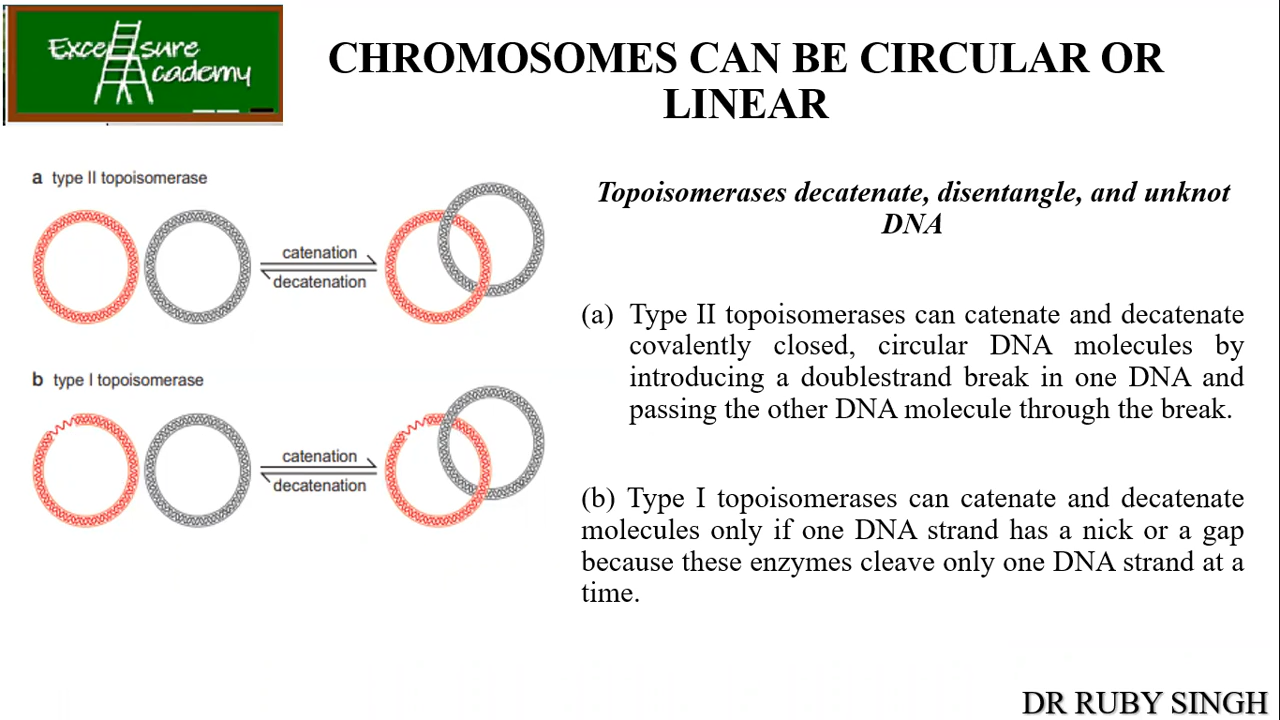 Excel sure
Academy
CHROMOSOMES CAN BE CIRCULAR OR
LINEAR
a type II topoisomerase
catenation
decatenation
b type I topoisomerase
catenation
decatenation
Topoisomerases decatenate, disentangle, and unknot
DNA
(a) Type II topoisomerases can catenate and decatenate
covalently closed, circular DNA molecules by
introducing a doublestrand break in one DNA and
passing the other DNA molecule through the break.
(b) Type I topoisomerases can catenate and decatenate
molecules only if one DNA strand has a nick or a gap
because these enzymes cleave only one DNA strand at a
time.
DR RUBY SINGH